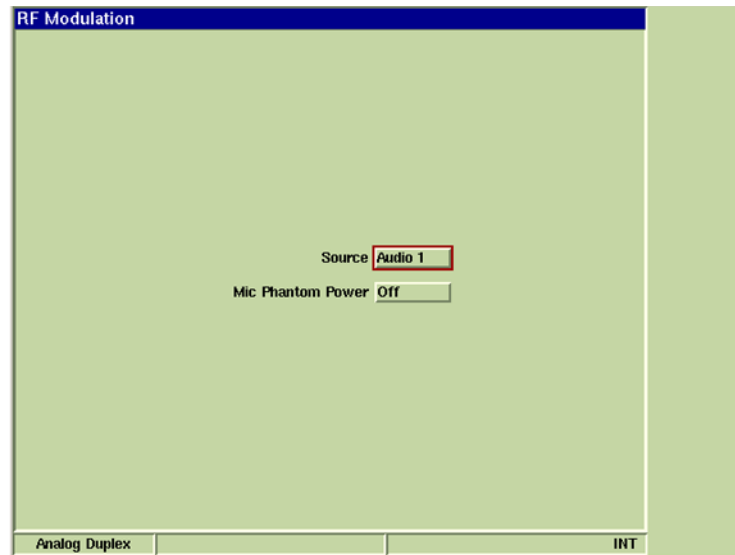 RF Modulation
Source Audio 1
Mic Phantom Power Off
Analog Duplex INT